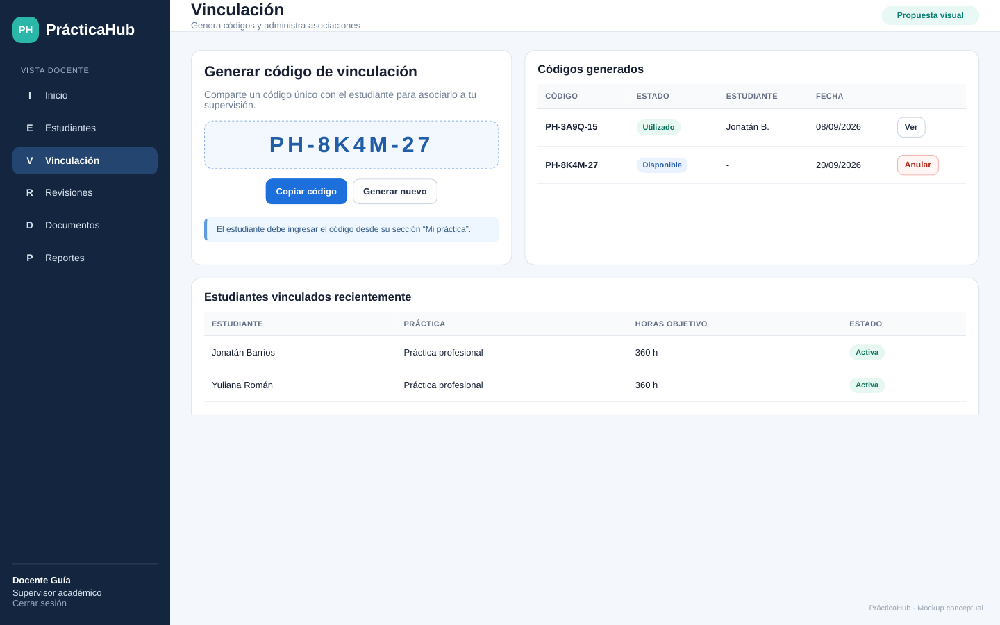 PH PrácticaHub
VISTA DOCENTE
I Inicio
E Estudiantes
V Vinculación
R Revisiones
D Documentos
P Reportes
Docente Guía
Supervisor académico
Cerrar sesión
Vinculación
Genera códigos y administra asociaciones
Propuesta visual
Generar código de vinculación
Comparte un código único con el estudiante para asociarlo a tu
supervisión.
PH-8K4M-27
Copiar código Generar nuevo
El estudiante debe ingresar el código desde su sección “Mi práctica”.
Códigos generados
CÓDIGO ESTADO ESTUDIANTE FECHA
PH-3A9Q-15 Utilizado Jonatán B. 08/09/2026 Ver
PH-8K4M-27 Disponible - 20/09/2026 Anular
Estudiantes vinculados recientemente
ESTUDIANTE PRÁCTICA HORAS OBJETIVO ESTADO
Jonatán Barrios Práctica profesional 360 h Activa
Yuliana Román Práctica profesional 360 h Activa
PrácticaHub · Mockup conceptual